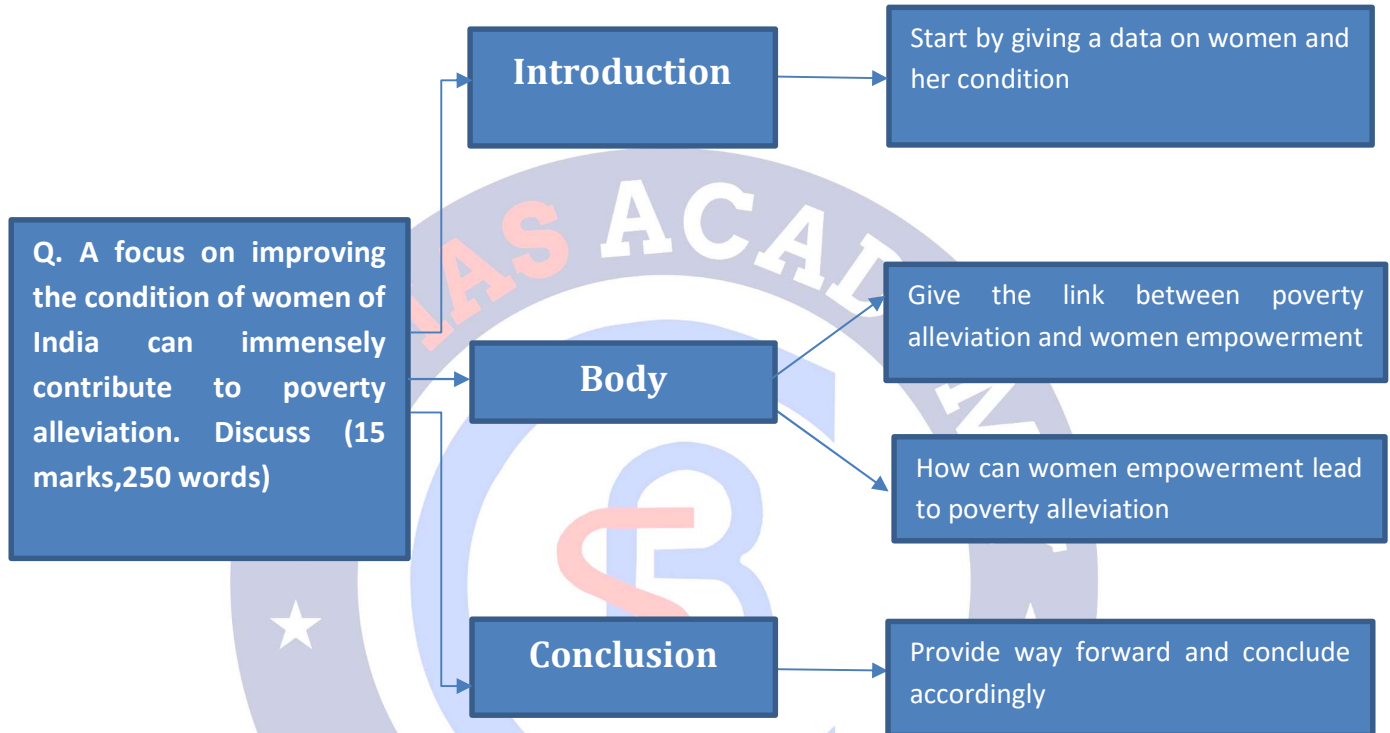 Q. A focus on improving
the condition of women of
India can immensely
contribute to poverty
alleviation. Discuss (15
marks,250 words)
Introduction
Start by giving a data on women and
her condition
Body
Give the link between poverty
alleviation and women empowerment
How can women empowerment lead
to poverty alleviation
Conclusion
Provide way forward and conclude
accordingly